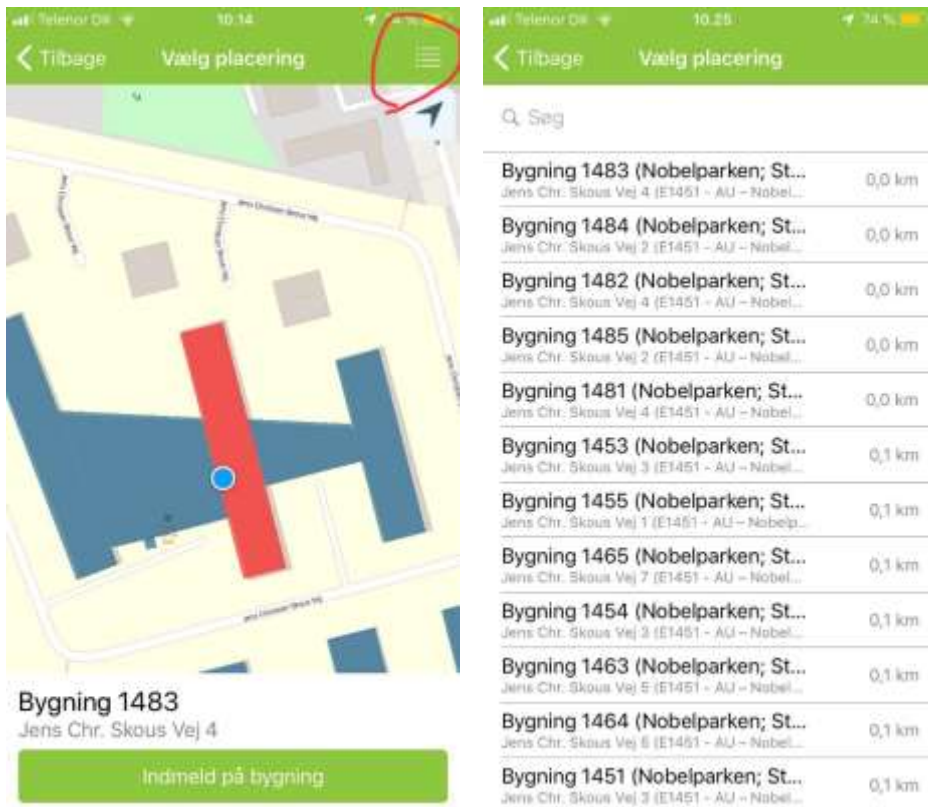 Telenor DK 10.14
Tilbage Vælg placering
Bygning 1483
Jens Chr. Skous Vej 4
Indmeld på bygning
Telenor DK 10.25 74 %
Tilbage Vælg placering
Søg
Bygning 1483 (Nobelparken; St...
Jens Chr. Skous Vej 4 (E1451 - AU – Nobel... 0,0 km
Bygning 1484 (Nobelparken; St...
Jens Chr. Skous Vej 2 (E1451 - AU – Nobel... 0,0 km
Bygning 1482 (Nobelparken; St...
Jens Chr. Skous Vej 4 (E1451 - AU – Nobel... 0,0 km
Bygning 1485 (Nobelparken; St...
Jens Chr. Skous Vej 2 (E1451 - AU – Nobel... 0,0 km
Bygning 1481 (Nobelparken; St...
Jens Chr. Skous Vej 4 (E1451 - AU – Nobel... 0,0 km
Bygning 1453 (Nobelparken; St...
Jens Chr. Skous Vej 3 (E1451 - AU – Nobel... 0,1 km
Bygning 1455 (Nobelparken; St...
Jens Chr. Skous Vej 1 (E1451 - AU – Nobelp... 0,1 km
Bygning 1465 (Nobelparken; St...
Jens Chr. Skous Vej 7 (E1451 - AU – Nobel... 0,1 km
Bygning 1454 (Nobelparken; St...
Jens Chr. Skous Vej 3 (E1451 - AU – Nobel... 0,1 km
Bygning 1463 (Nobelparken; St...
Jens Chr. Skous Vej 5 (E1451 - AU – Nobel... 0,1 km
Bygning 1464 (Nobelparken; St...
Jens Chr. Skous Vej 6 (E1451 - AU – Nobel... 0,1 km
Bygning 1451 (Nobelparken; St...
Jens Chr. Skous Vej 3 (E1451 - AU – Nobel... 0,1 km